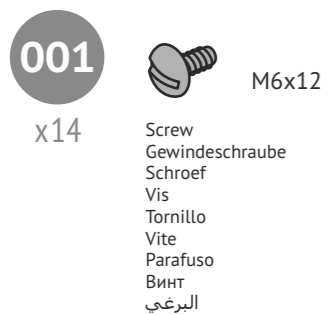 001
x14
M6x12
Screw
Gewindeschraube
Schroef
Vis
Tornillo
Vite
Parafuso
Винт
البرغي